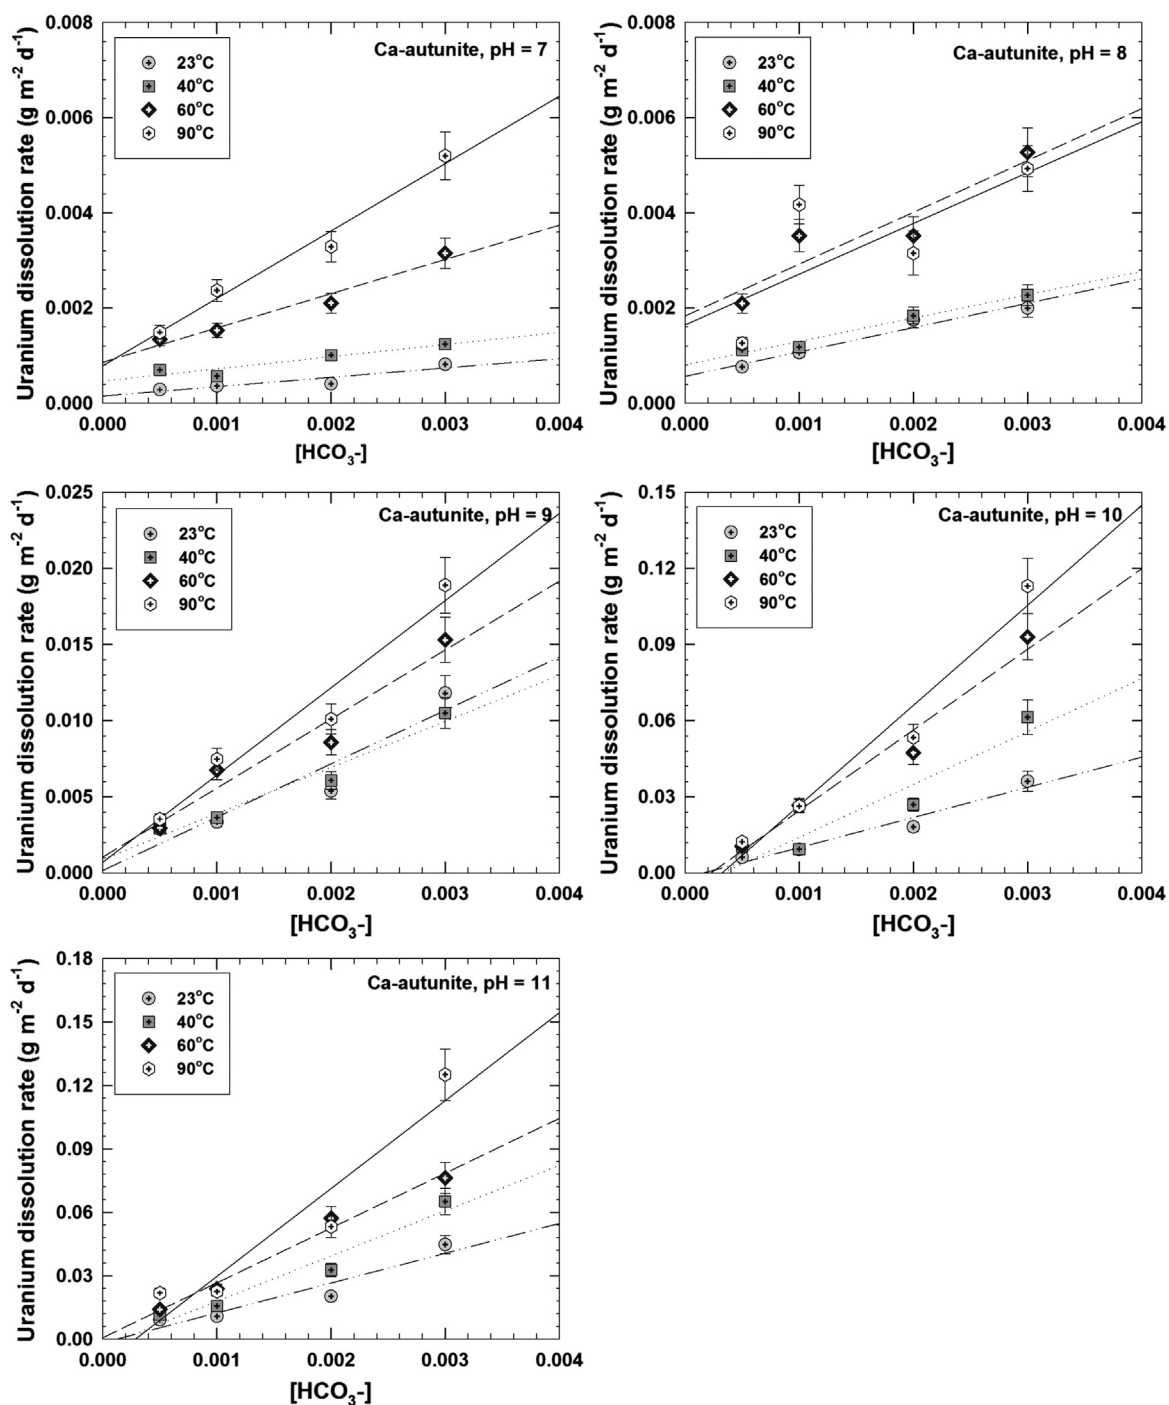 Ca-autunite, pH = 7
23°C
40°C
60°C
90°C
Uranium dissolution rate (g m⁻² d⁻¹)
0.008
0.006
0.004
0.002
0.000
0.000 0.001 0.002 0.003 0.004
[HCO₃-]
Ca-autunite, pH = 8
23°C
40°C
60°C
90°C
Uranium dissolution rate (g m⁻² d⁻¹)
0.008
0.006
0.004
0.002
0.000
0.000 0.001 0.002 0.003 0.004
[HCO₃-]
Ca-autunite, pH = 9
23°C
40°C
60°C
90°C
Uranium dissolution rate (g m⁻² d⁻¹)
0.025
0.020
0.015
0.010
0.005
0.000
0.000 0.001 0.002 0.003 0.004
[HCO₃-]
Ca-autunite, pH = 10
23°C
40°C
60°C
90°C
Uranium dissolution rate (g m⁻² d⁻¹)
0.15
0.12
0.09
0.06
0.03
0.00
0.000 0.001 0.002 0.003 0.004
[HCO₃-]
Ca-autunite, pH = 11
23°C
40°C
60°C
90°C
Uranium dissolution rate (g m⁻² d⁻¹)
0.18
0.15
0.12
0.09
0.06
0.03
0.00
0.000 0.001 0.002 0.003 0.004
[HCO₃-]